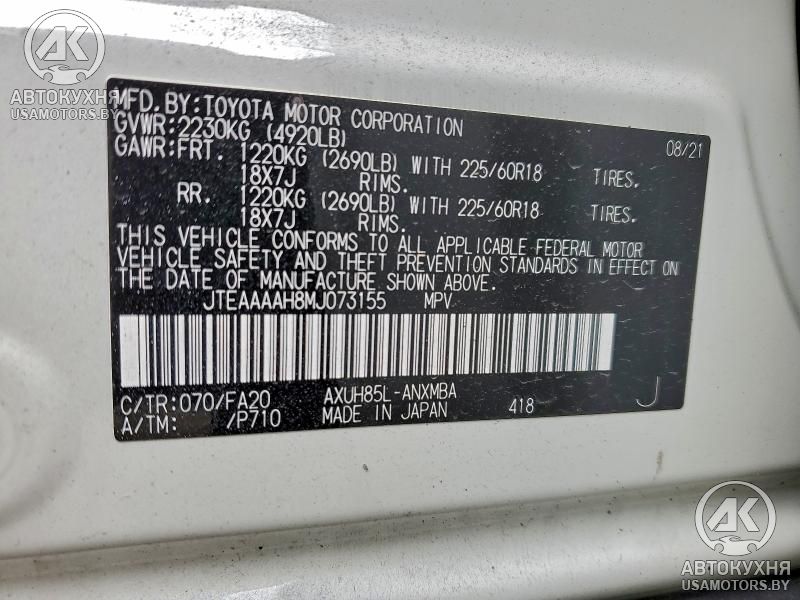 AK
АВТОКУХНЯ
USAMOTORS.BY
MFD.BY:TOYOTA MOTOR CORPORATION 08/21
GVWR:2230KG (4920LB)
GAWR:FRT. 1220KG (2690LB) WITH 225/60R18 TIRES.
18X7J RIMS.
RR. 1220KG (2690LB) WITH 225/60R18 TIRES.
18X7J RIMS.
THIS VEHICLE CONFORMS TO ALL APPLICABLE FEDERAL MOTOR
VEHICLE SAFETY AND THEFT PREVENTION STANDARDS IN EFFECT ON
THE DATE OF MANUFACTURE SHOWN ABOVE.
JTEAAAAH8MJ073155 MPV
C/TR:070/FA20 AXUH85L-ANXMBA
A/TM: /P710 MADE IN JAPAN 418 J
AK
АВТОКУХНЯ
USAMOTORS.BY